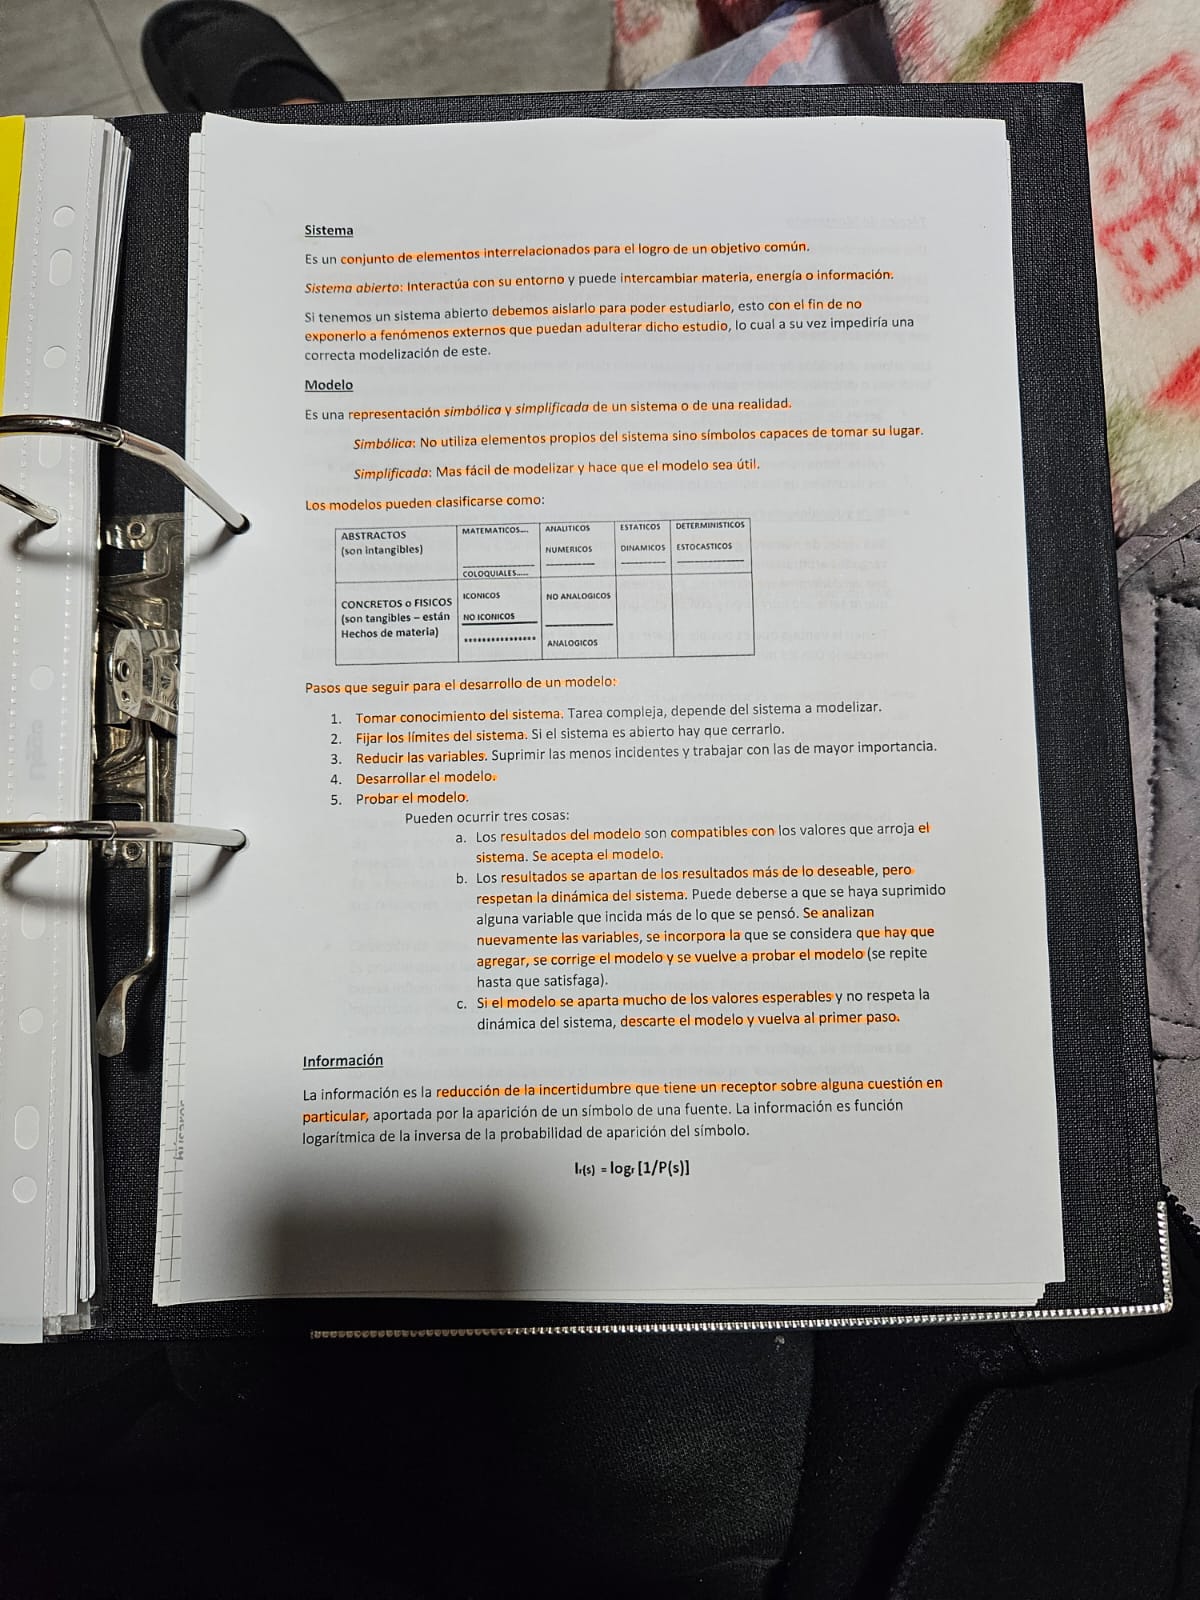 Sistema
Es un conjunto de elementos interrelacionados para el logro de un objetivo común.
Sistema abierto: Interactúa con su entorno y puede intercambiar materia, energía o información.
Si tenemos un sistema abierto debemos aislarlo para poder estudiarlo, esto con el fin de no
exponerlo a fenómenos externos que puedan adulterar dicho estudio, lo cual a su vez impediría una
correcta modelización de este.
Modelo
Es una representación simbólica y simplificada de un sistema o de una realidad.
Simbólica: No utiliza elementos propios del sistema sino símbolos capaces de tomar su lugar.
Simplificada: Mas fácil de modelizar y hace que el modelo sea útil.
Los modelos pueden clasificarse como:
ABSTRACTOS MATEMATICOS.... ANALITICOS ESTATICOS DETERMINISTICOS
(son intangibles) NUMERICOS DINAMICOS ESTOCASTICOS
COLOQUIALES.....
CONCRETOS o FISICOS ICONICOS NO ANALOGICOS
(son tangibles – están NO ICONICOS
Hechos de materia) ANALOGICOS
Pasos que seguir para el desarrollo de un modelo:
1. Tomar conocimiento del sistema. Tarea compleja, depende del sistema a modelizar.
2. Fijar los límites del sistema. Si el sistema es abierto hay que cerrarlo.
3. Reducir las variables. Suprimir las menos incidentes y trabajar con las de mayor importancia.
4. Desarrollar el modelo.
5. Probar el modelo.
Pueden ocurrir tres cosas:
a. Los resultados del modelo son compatibles con los valores que arroja el
sistema. Se acepta el modelo.
b. Los resultados se apartan de los resultados más de lo deseable, pero
respetan la dinámica del sistema. Puede deberse a que se haya suprimido
alguna variable que incida más de lo que se pensó. Se analizan
nuevamente las variables, se incorpora la que se considera que hay que
agregar, se corrige el modelo y se vuelve a probar el modelo (se repite
hasta que satisfaga).
c. Si el modelo se aparta mucho de los valores esperables y no respeta la
dinámica del sistema, descarte el modelo y vuelva al primer paso.
Información
La información es la reducción de la incertidumbre que tiene un receptor sobre alguna cuestión en
particular, aportada por la aparición de un símbolo de una fuente. La información es función
logarítmica de la inversa de la probabilidad de aparición del símbolo.
Ir(s) = logr [1/P(s)]